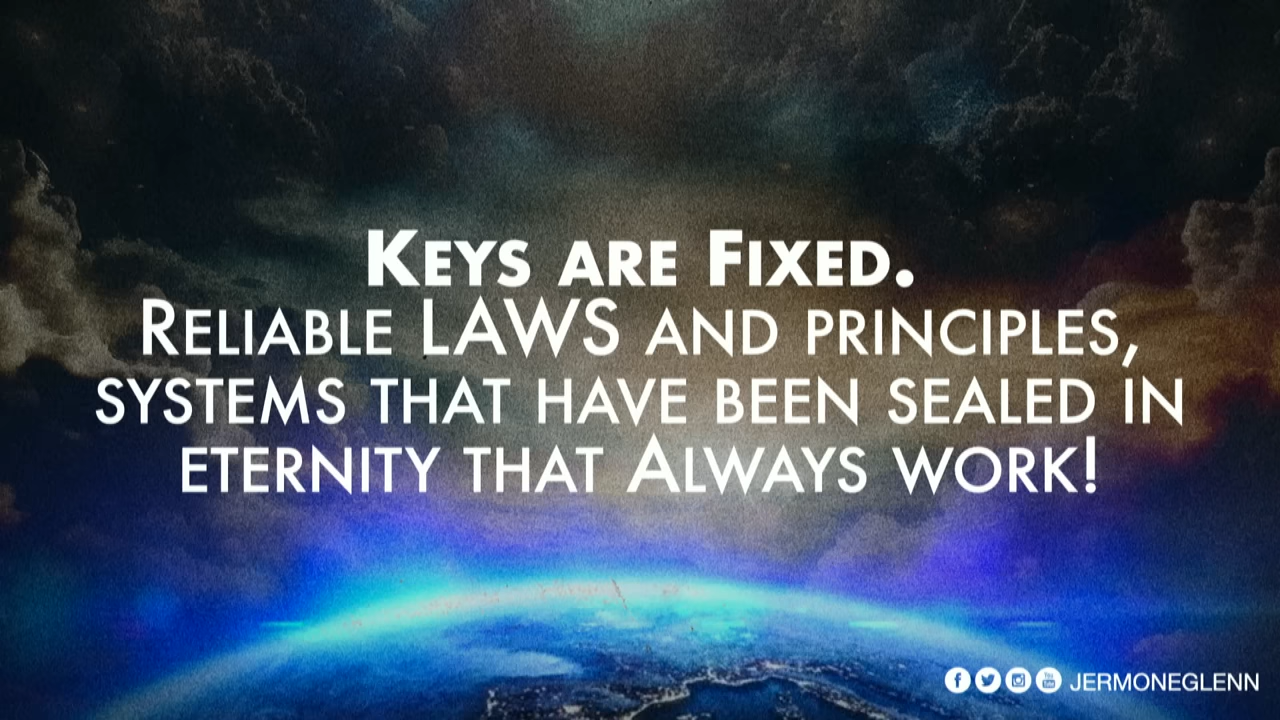 Keys are Fixed.
Reliable LAWS and principles,
systems that have been sealed in
eternity that Always work!
JERMONEGLENN